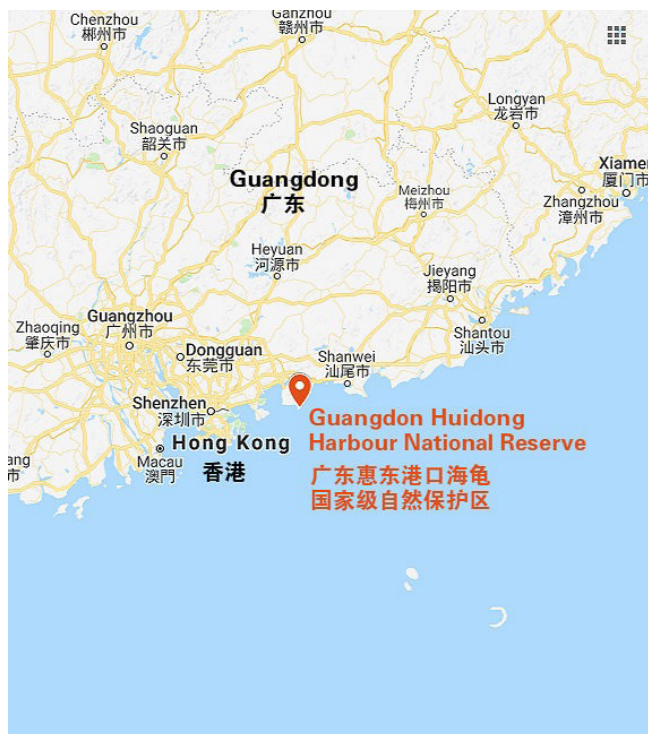 Chenzhou
郴州市
Ganzhou
赣州市
Longyan
龙岩市
Shaoguan
韶关市
Xiamen
厦门市
Guangdong
广东
Meizhou
梅州市
Zhangzhou
漳州市
Heyuan
河源市
Jieyang
揭阳市
Guangzhou
广州市
Zhaoqing
肇庆市
Shantou
汕头市
Dongguan
东莞市
Shanwei
汕尾市
Shenzhen
深圳市
Guangdon Huidong
Harbour National Reserve
Hong Kong
香港
Macau
澳門
ang
市
广东惠东港口海龟
国家级自然保护区